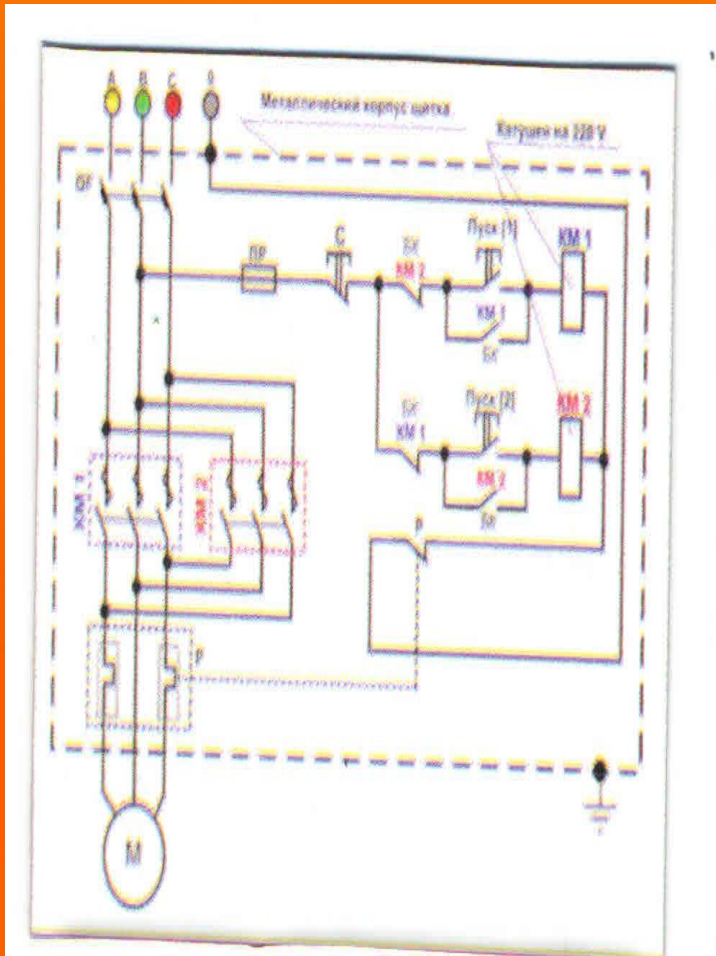 A B C 0
Металлический корпус щитка
Катушки на 220 V
QF
ПР
С
БК
КМ 2
Пуск (1)
КМ 1
КМ 1
БК
БК
КМ 1
Пуск (2)
КМ 2
КМ 2
БК
КМ 1
КМ 2
Р
Р
М